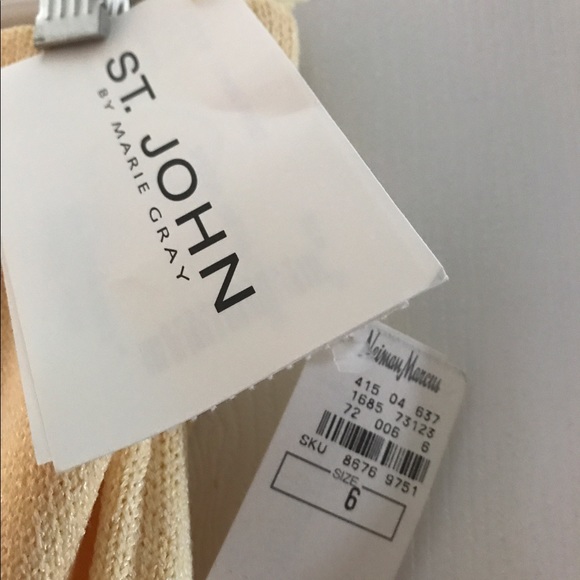 ST. JOHN
BY MARIE GRAY
Neiman Marcus
415 04 637
1685 73123
72 006 6
SKU 8676 9751
SIZE
6